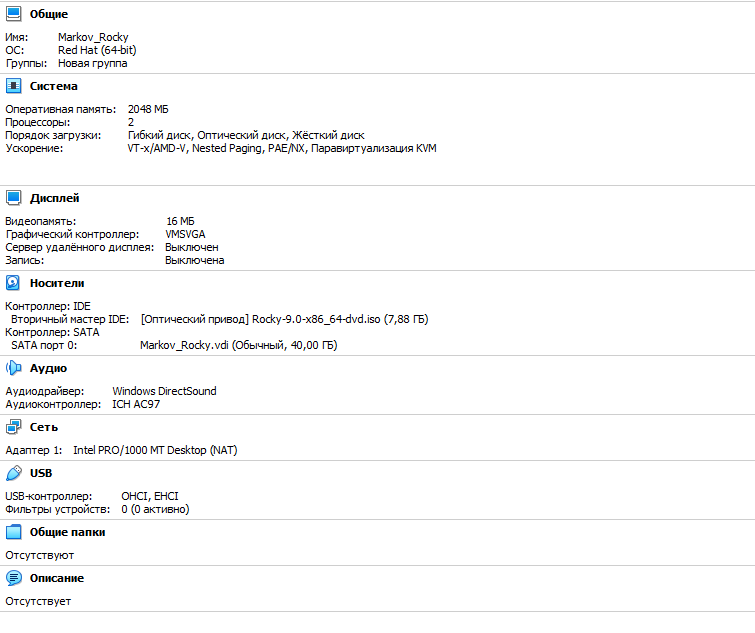 Общие
Имя: Markov_Rocky
ОС: Red Hat (64-bit)
Группы: Новая группа
Система
Оперативная память: 2048 МБ
Процессоры: 2
Порядок загрузки: Гибкий диск, Оптический диск, Жёсткий диск
Ускорение: VT-x/AMD-V, Nested Paging, PAE/NX, Паравиртуализация KVM
Дисплей
Видеопамять: 16 МБ
Графический контроллер: VMSVGA
Сервер удалённого дисплея: Выключен
Запись: Выключена
Носители
Контроллер: IDE
Вторичный мастер IDE: [Оптический привод] Rocky-9.0-x86_64-dvd.iso (7,88 ГБ)
Контроллер: SATA
SATA порт 0: Markov_Rocky.vdi (Обычный, 40,00 ГБ)
Аудио
Аудиодрайвер: Windows DirectSound
Аудиоконтроллер: ICH AC97
Сеть
Адаптер 1: Intel PRO/1000 MT Desktop (NAT)
USB
USB-контроллер: OHCI, EHCI
Фильтры устройств: 0 (0 активно)
Общие папки
Отсутствуют
Описание
Отсутствует